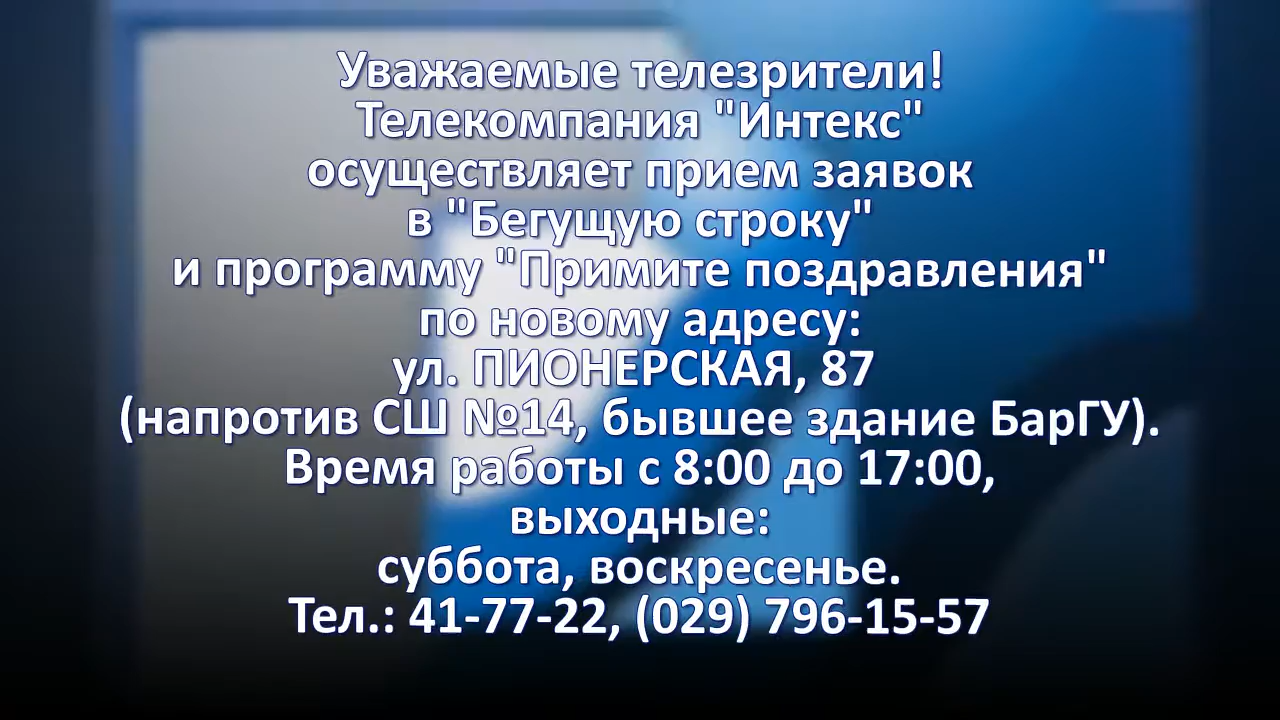 Уважаемые телезрители!
Телекомпания "Интекс"
осуществляет прием заявок
в "Бегущую строку"
и программу "Примите поздравления"
по новому адресу:
ул. ПИОНЕРСКАЯ, 87
(напротив СШ №14, бывшее здание БарГУ).
Время работы с 8:00 до 17:00,
выходные:
суббота, воскресенье.
Тел.: 41-77-22, (029) 796-15-57